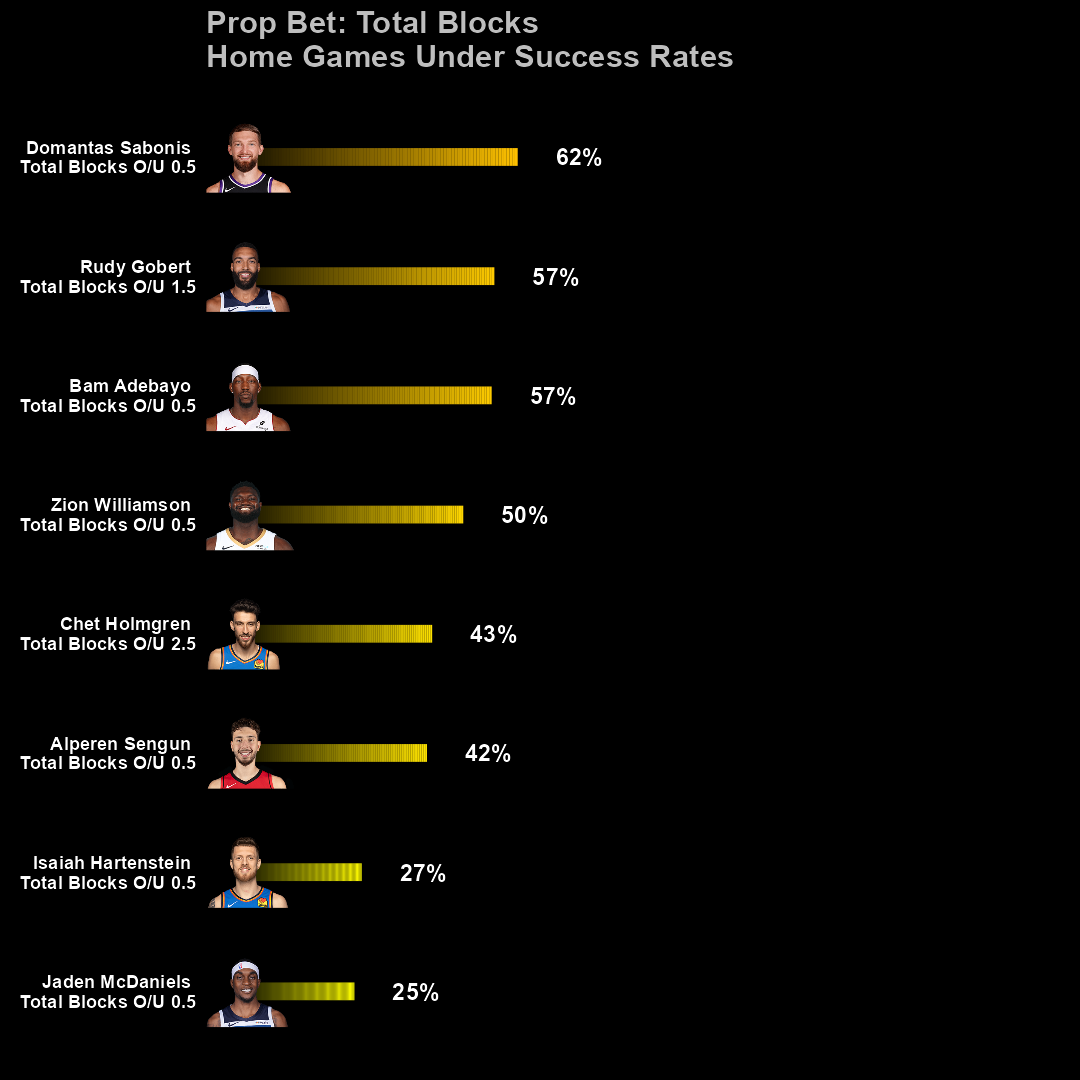 Prop Bet: Total Blocks
Home Games Under Success Rates
Domantas Sabonis
Total Blocks O/U 0.5
62%
Rudy Gobert
Total Blocks O/U 1.5
57%
Bam Adebayo
Total Blocks O/U 0.5
57%
Zion Williamson
Total Blocks O/U 0.5
50%
Chet Holmgren
Total Blocks O/U 2.5
43%
Alperen Sengun
Total Blocks O/U 0.5
42%
Isaiah Hartenstein
Total Blocks O/U 0.5
27%
Jaden McDaniels
Total Blocks O/U 0.5
25%